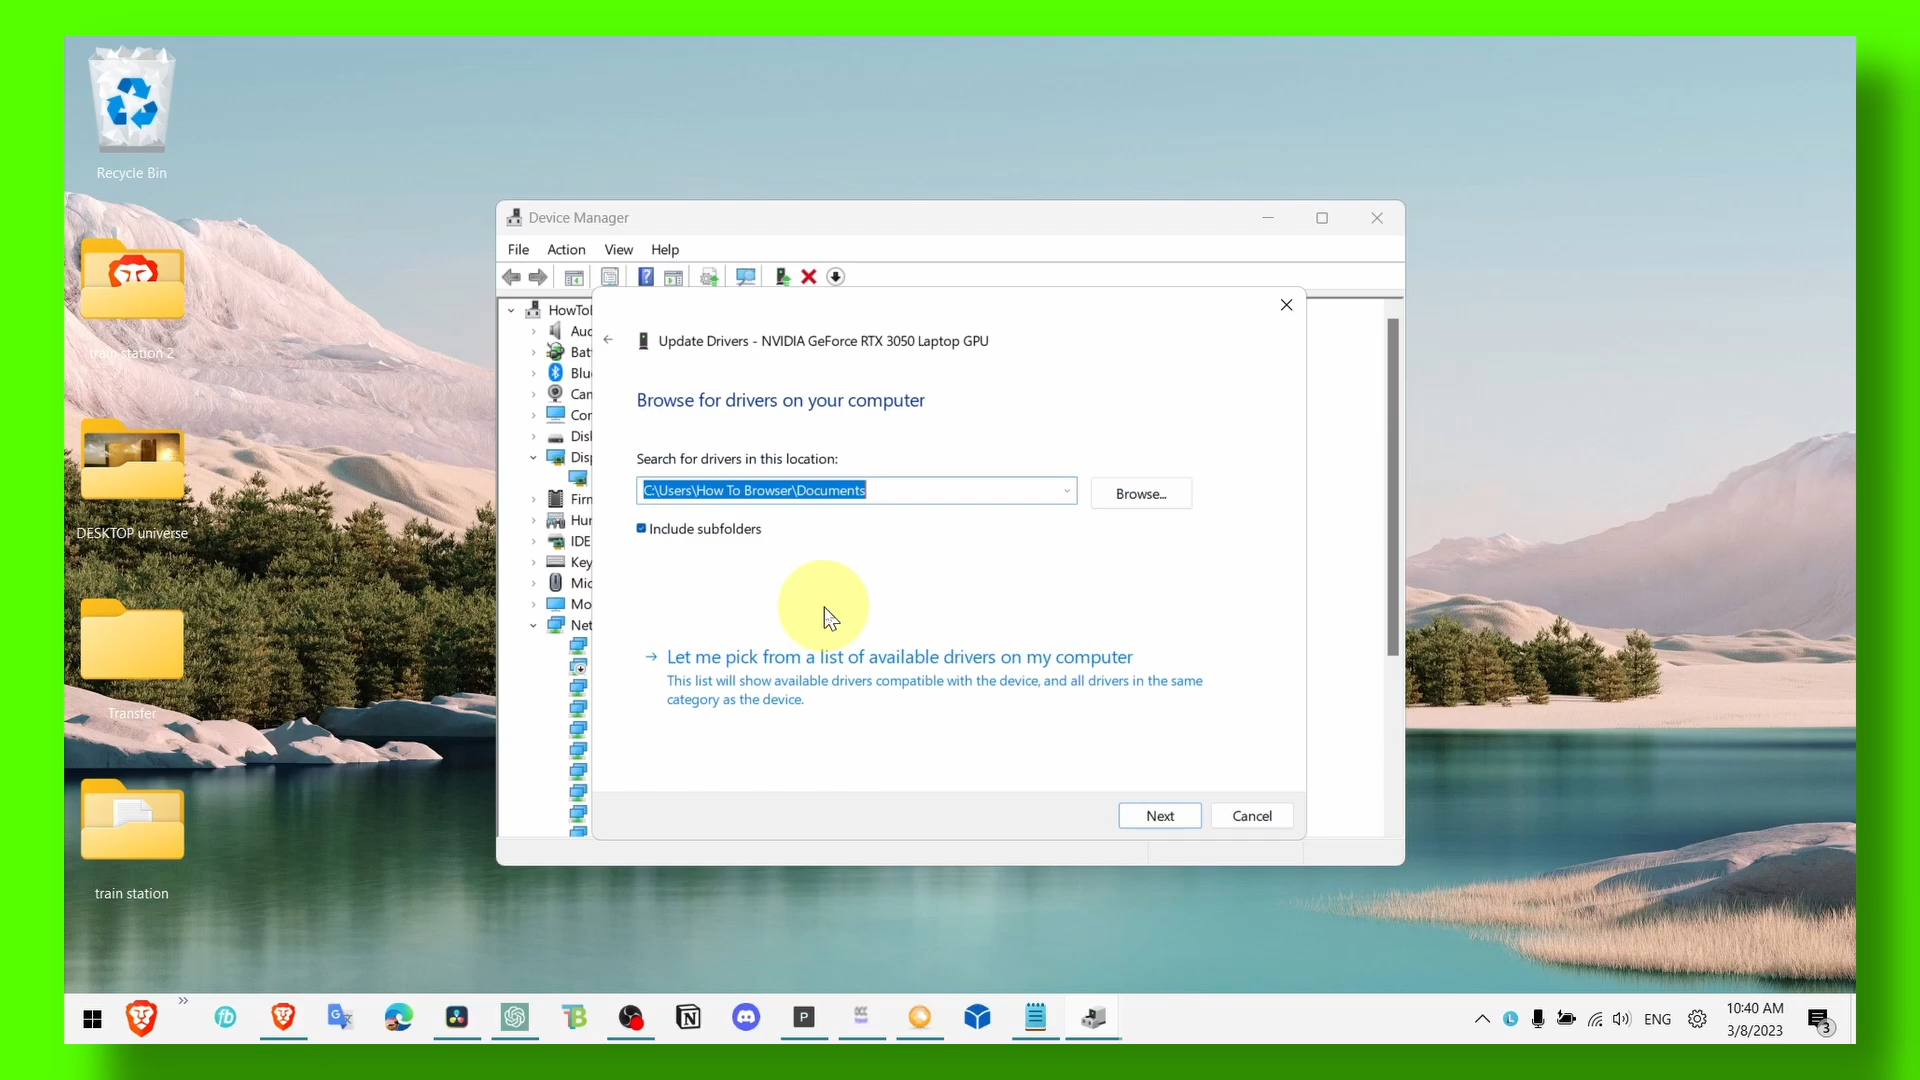 Recycle Bin
train station 2
DESKTOP universe
Transfer
train station
Device Manager
File Action View Help
HowTo
Auc
Bat
Blu
Can
Cor
Disk
Disp
Firn
Hur
IDE
Key
Mic
Mo
Net
Update Drivers - NVIDIA GeForce RTX 3050 Laptop GPU
Browse for drivers on your computer
Search for drivers in this location:
C:\Users\How To Browser\Documents
Browse...
Include subfolders
Let me pick from a list of available drivers on my computer
This list will show available drivers compatible with the device, and all drivers in the same
category as the device.
Next Cancel
ENG
10:40 AM
3/8/2023
3